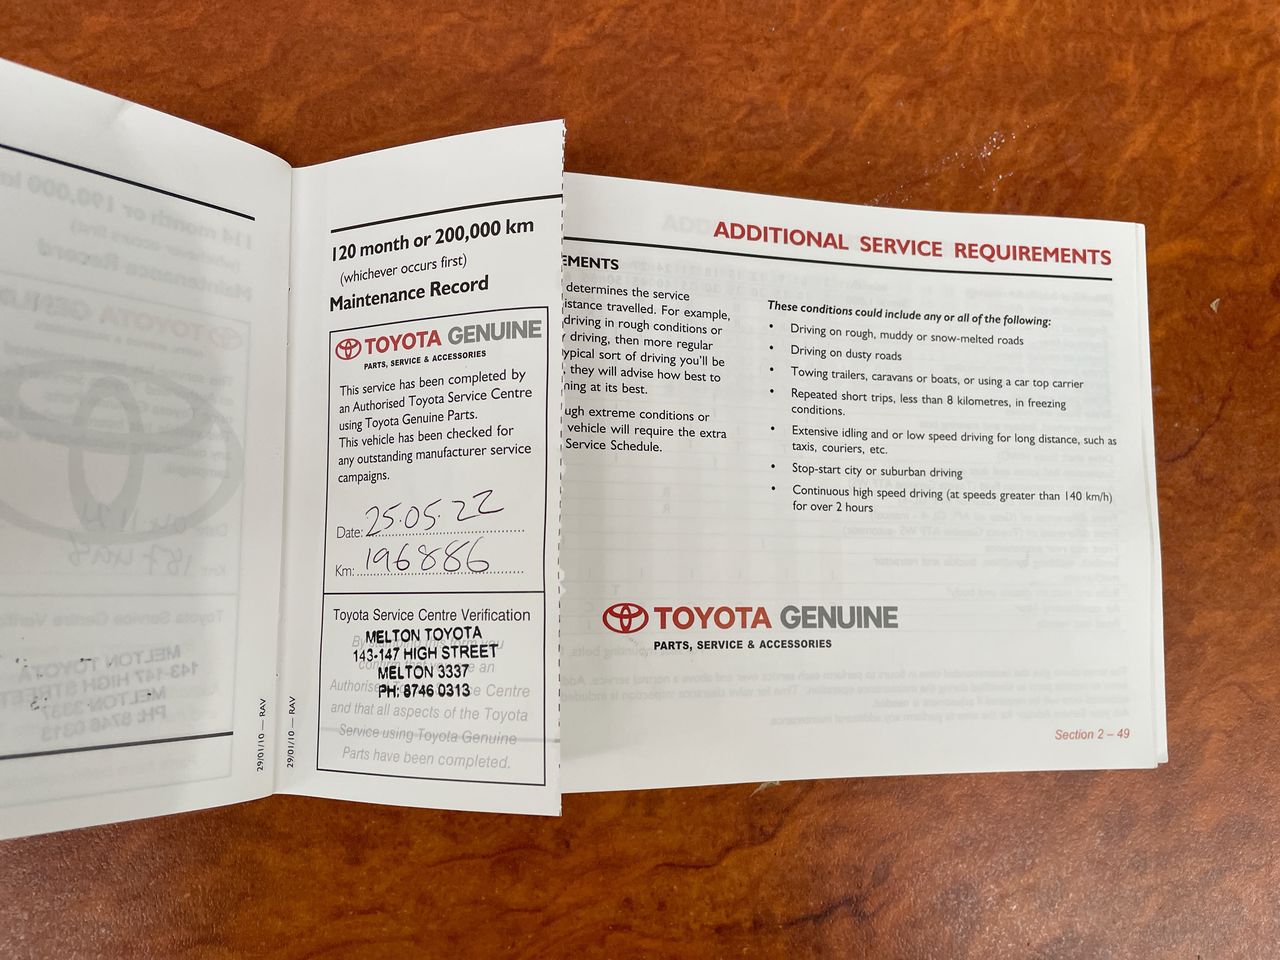 120 month or 200,000 km
(whichever occurs first)
Maintenance Record
TOYOTA GENUINE
PARTS, SERVICE & ACCESSORIES
This service has been completed by
an Authorised Toyota Service Centre
using Toyota Genuine Parts.
This vehicle has been checked for
any outstanding manufacturer service
campaigns.
Date: 25.05.22
Km: 196886
Toyota Service Centre Verification
MELTON TOYOTA
143-147 HIGH STREET
MELTON 3337
PH: 8746 0313
Authorised Toyota Service Centre
and that all aspects of the Toyota
Service using Toyota Genuine
Parts have been completed.
29/01/10 — RAV
29/01/10 — RAV
ADDITIONAL SERVICE REQUIREMENTS
EMENTS
determines the service
istance travelled. For example,
driving in rough conditions or
driving, then more regular
ypical sort of driving you'll be
, they will advise how best to
ning at its best.
ugh extreme conditions or
vehicle will require the extra
Service Schedule.
These conditions could include any or all of the following:
• Driving on rough, muddy or snow-melted roads
• Driving on dusty roads
• Towing trailers, caravans or boats, or using a car top carrier
• Repeated short trips, less than 8 kilometres, in freezing
conditions.
• Extensive idling and or low speed driving for long distance, such as
taxis, couriers, etc.
• Stop-start city or suburban driving
• Continuous high speed driving (at speeds greater than 140 km/h)
for over 2 hours
TOYOTA GENUINE
PARTS, SERVICE & ACCESSORIES
Section 2 – 49